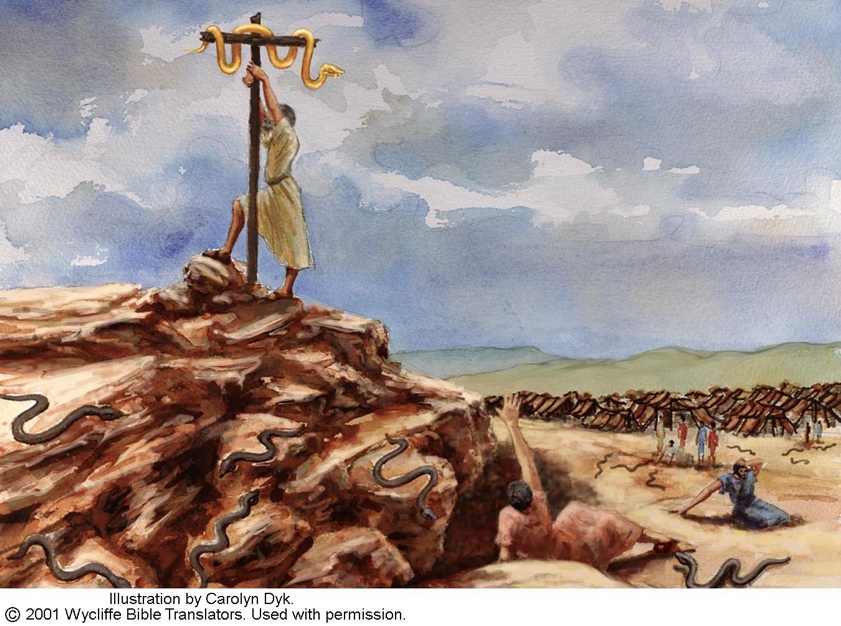 Illustration by Carolyn Dyk.
© 2001 Wycliffe Bible Translators. Used with permission.